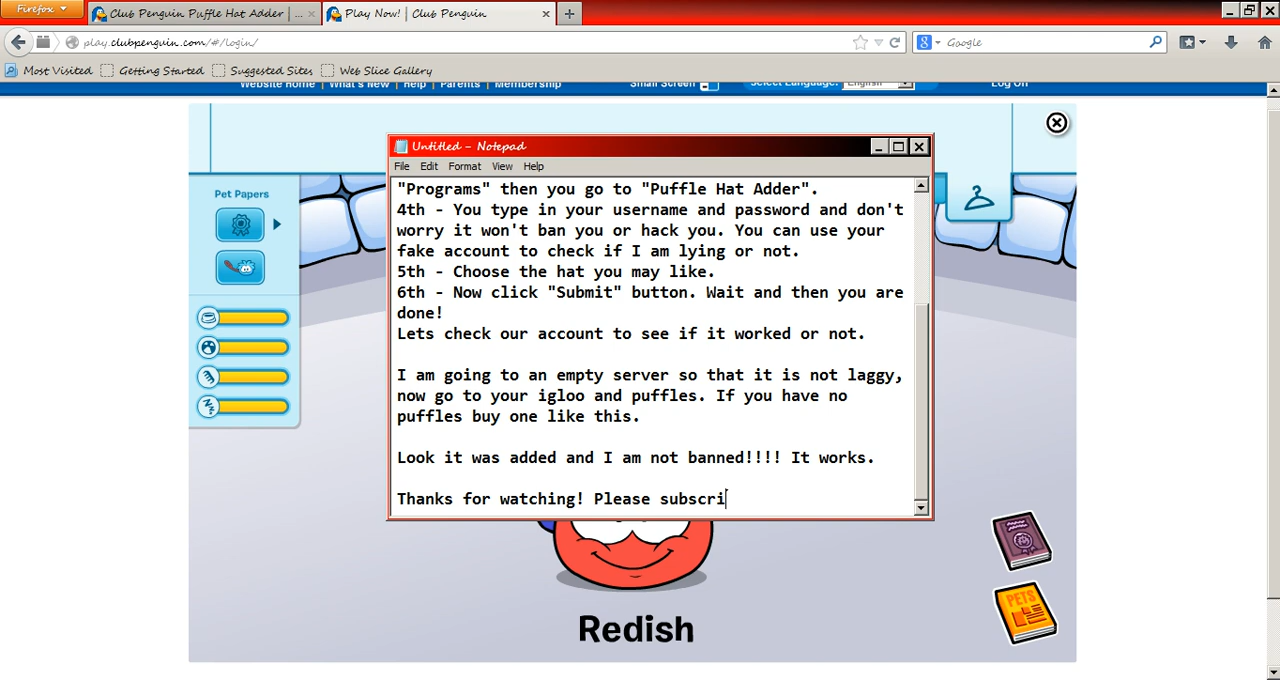 Firefox
Club Penguin Puffle Hat Adder | ...
Play Now! | Club Penguin
play.clubpenguin.com/#/login/
Google
Most Visited
Getting Started
Suggested Sites
Web Slice Gallery
Website Home | What's New | Help | Parents | Membership
Small Screen
Select Language:
English
Log On
Pet Papers
Untitled - Notepad
File Edit Format View Help
"Programs" then you go to "Puffle Hat Adder".
4th - You type in your username and password and don't
worry it won't ban you or hack you. You can use your
fake account to check if I am lying or not.
5th - Choose the hat you may like.
6th - Now click "Submit" button. Wait and then you are
done!
Lets check our account to see if it worked or not.
I am going to an empty server so that it is not laggy,
now go to your igloo and puffles. If you have no
puffles buy one like this.
Look it was added and I am not banned!!!! It works.
Thanks for watching! Please subscri
PETS
Redish